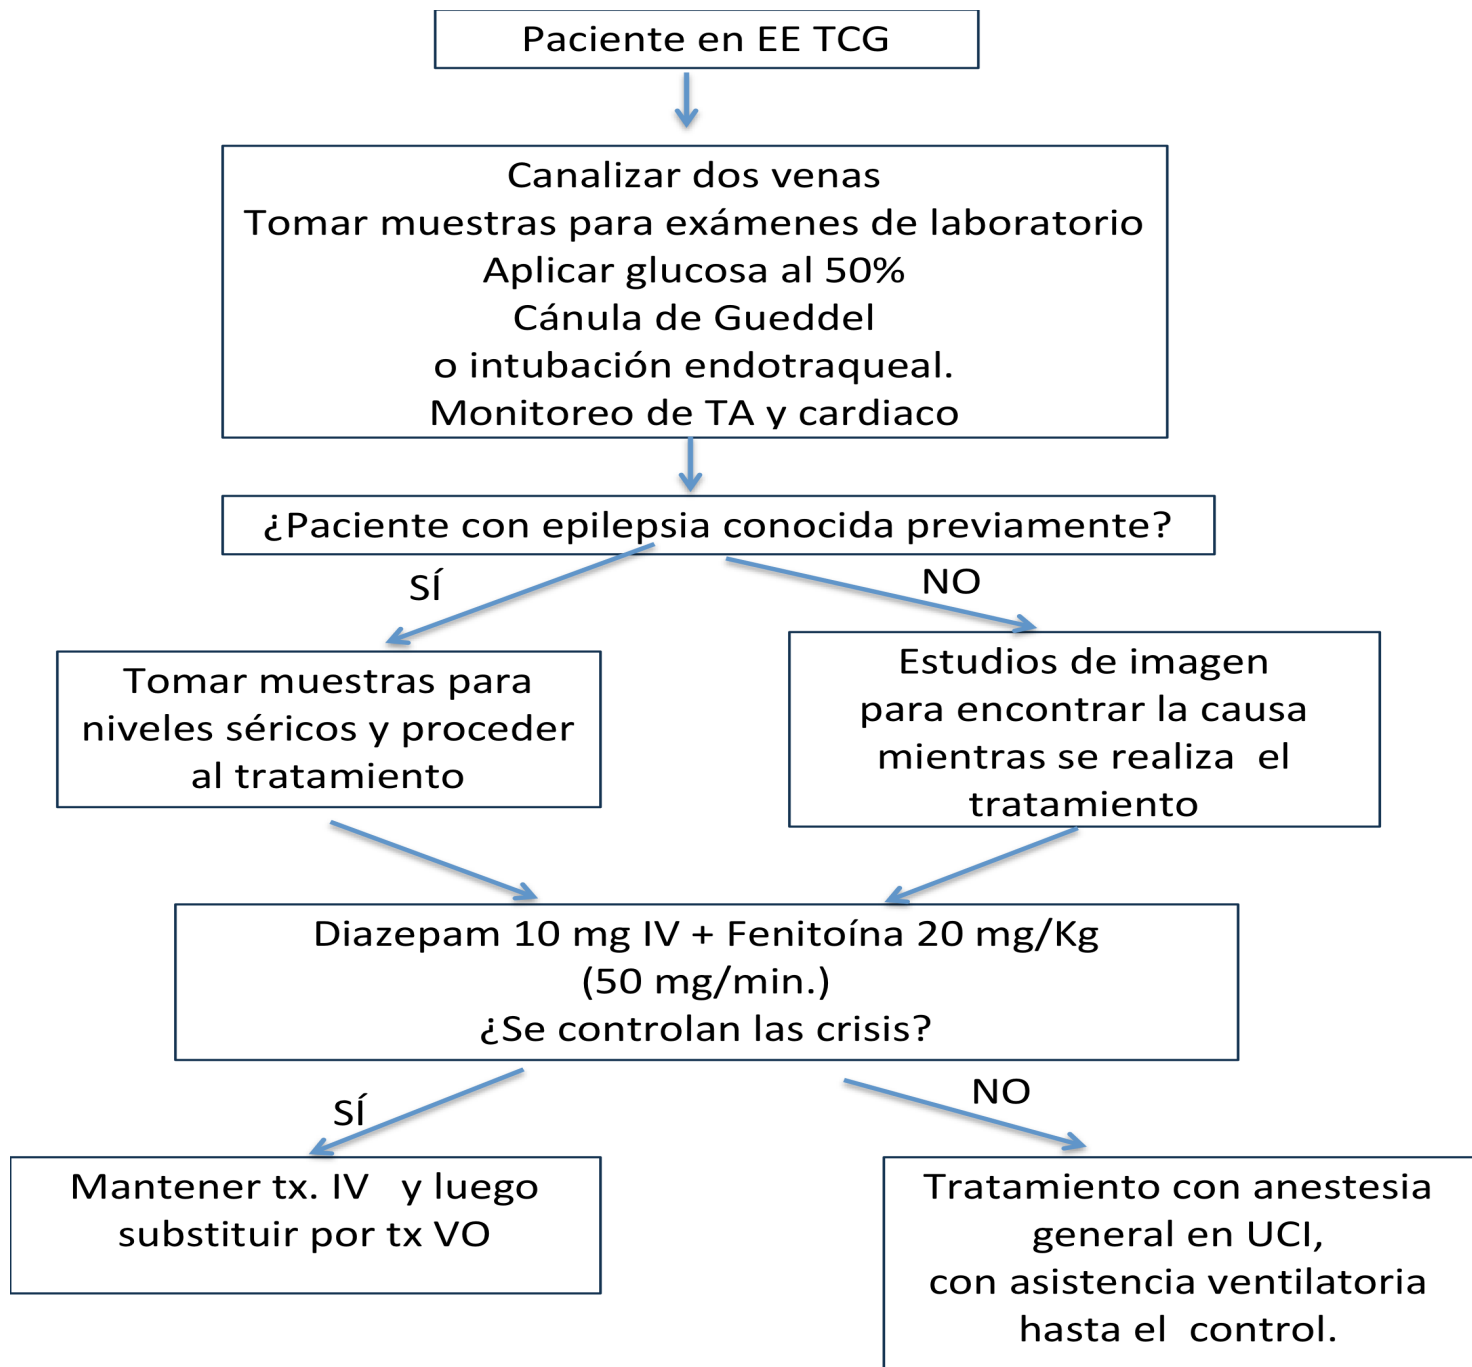 Paciente en EE TCG
Canalizar dos venas
Tomar muestras para exámenes de laboratorio
Aplicar glucosa al 50%
Cánula de Gueddel
o intubación endotraqueal.
Monitoreo de TA y cardiaco
¿Paciente con epilepsia conocida previamente?
SÍ
NO
Tomar muestras para
niveles séricos y proceder
al tratamiento
Estudios de imagen
para encontrar la causa
mientras se realiza el
tratamiento
Diazepam 10 mg IV + Fenitoína 20 mg/Kg
(50 mg/min.)
¿Se controlan las crisis?
SÍ
NO
Mantener tx. IV y luego
substituir por tx VO
Tratamiento con anestesia
general en UCI,
con asistencia ventilatoria
hasta el control.